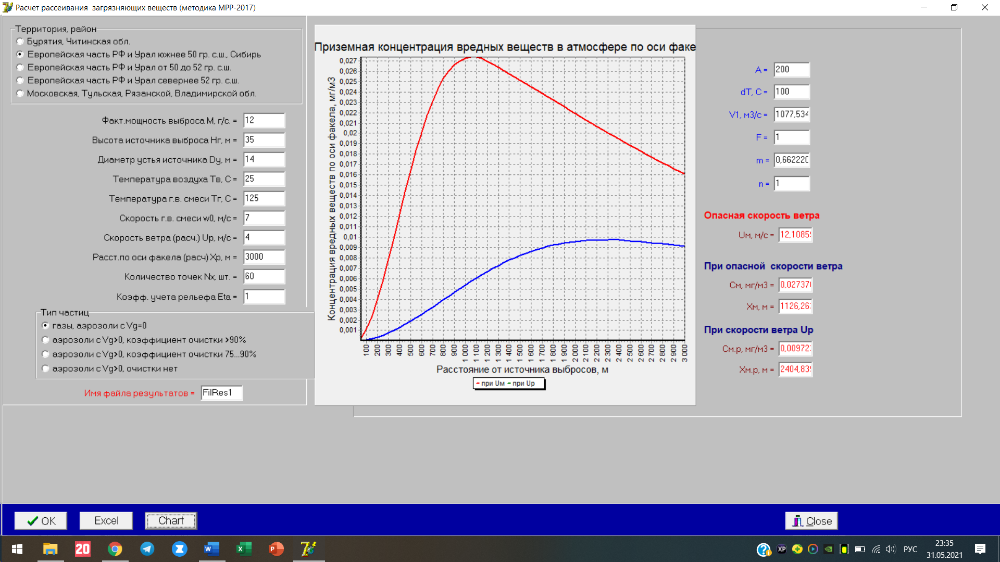 Расчет рассеивания загрязняющих веществ (методика МРР-2017)
Территория, район
Бурятия, Читинская обл.
Европейская часть РФ и Урал южнее 50 гр. с.ш., Сибирь
Европейская часть РФ и Урал от 50 до 52 гр. с.ш.
Европейская часть РФ и Урал севернее 52 гр. с.ш.
Московская, Тульская, Рязанской, Владимирской обл.
Факт.мощность выброса М, г/с. = 12
Высота источника выброса Нг, м = 35
Диаметр устья источника Dу, м = 14
Температура воздуха Тв, С = 25
Температура г.в. смеси Тг, С = 125
Скорость г.в. смеси w0, м/с = 7
Скорость ветра (расч.) Uр, м/с = 4
Расст.по оси факела (расч) Хр, м = 3000
Количество точек Nx, шт. = 60
Коэфф. учета рельефа Eta = 1
Тип частиц
газы, аэрозоли с Vg=0
аэрозоли с Vg>0, коэффициент очистки >90%
аэрозоли с Vg>0, коэффициент очистки 75...90%
аэрозоли с Vg>0, очистки нет
Имя файла результатов = FilRes1
Приземная концентрация вредных веществ в атмосфере по оси факе
Концентрация вредных веществ по оси факела, мг/м3
0,027
0,026
0,025
0,024
0,023
0,022
0,021
0,02
0,019
0,018
0,017
0,016
0,015
0,014
0,013
0,012
0,011
0,01
0,009
0,008
0,007
0,006
0,005
0,004
0,003
0,002
0,001
100 200 300 400 500 600 700 800 900 1 000 1 100 1 200 1 300 1 400 1 500 1 600 1 700 1 800 1 900 2 000 2 100 2 200 2 300 2 400 2 500 2 600 2 700 2 800 2 900 3 000
Расстояние от источника выбросов, м
при Uм при Uр
A = 200
dT, C = 100
V1, м3/с = 1077,534
F = 1
m = 0,662220
n = 1
Опасная скорость ветра
Uм, м/с = 12,1085
При опасной скорости ветра
См, мг/м3 = 0,02737
Хм, м = 1126,26
При скорости ветра Up
См.р, мг/м3 = 0,00972
Хм.р, м = 2404,83
OK
Excel
Chart
Close
20
XP
РУС
23:35
31.05.2021